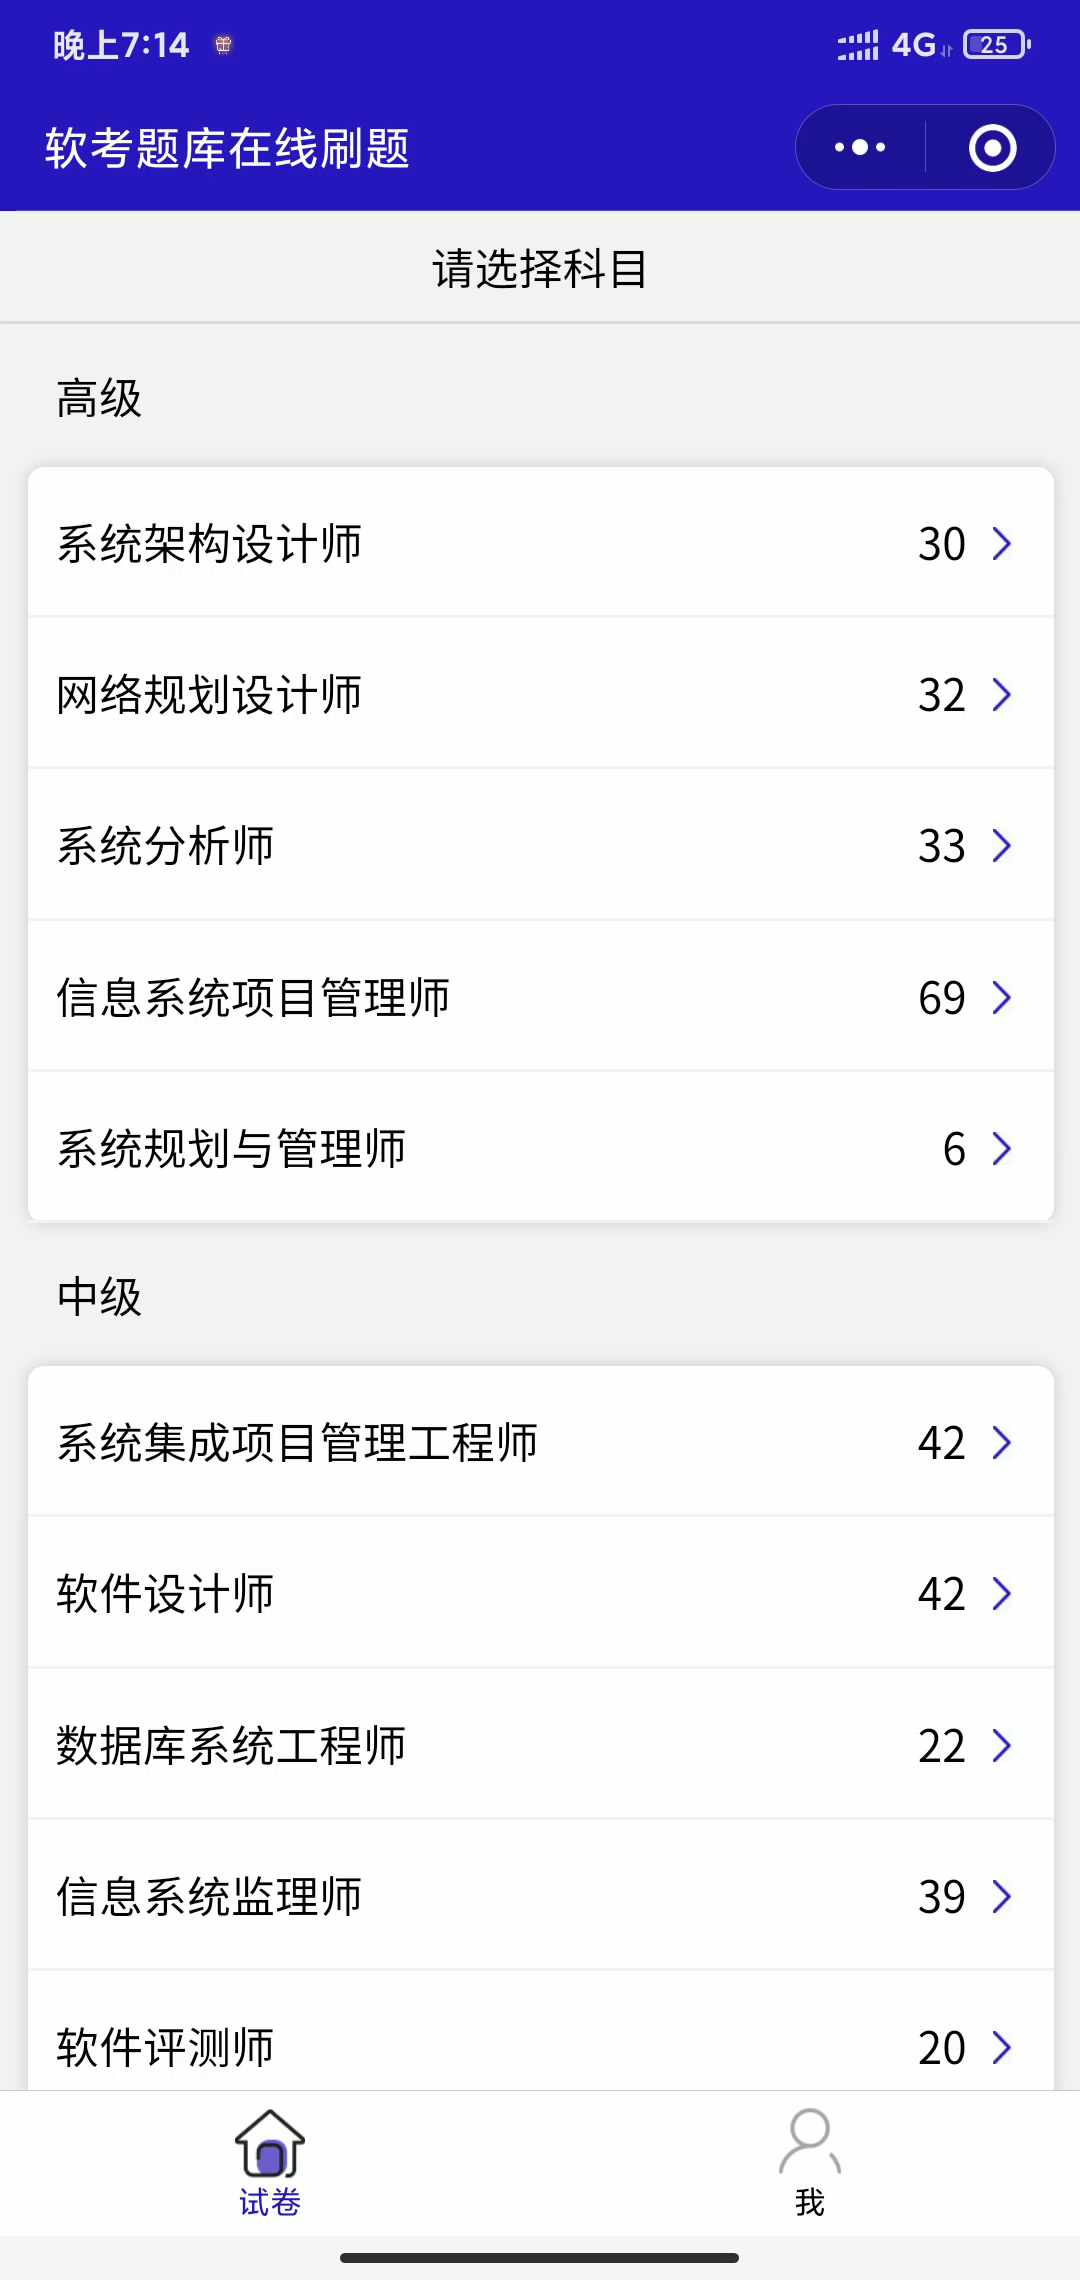 晚上7:14
4G 25
软考题库在线刷题
请选择科目
高级
系统架构设计师 30
网络规划设计师 32
系统分析师 33
信息系统项目管理师 69
系统规划与管理师 6
中级
系统集成项目管理工程师 42
软件设计师 42
数据库系统工程师 22
信息系统监理师 39
软件评测师 20
试卷 我